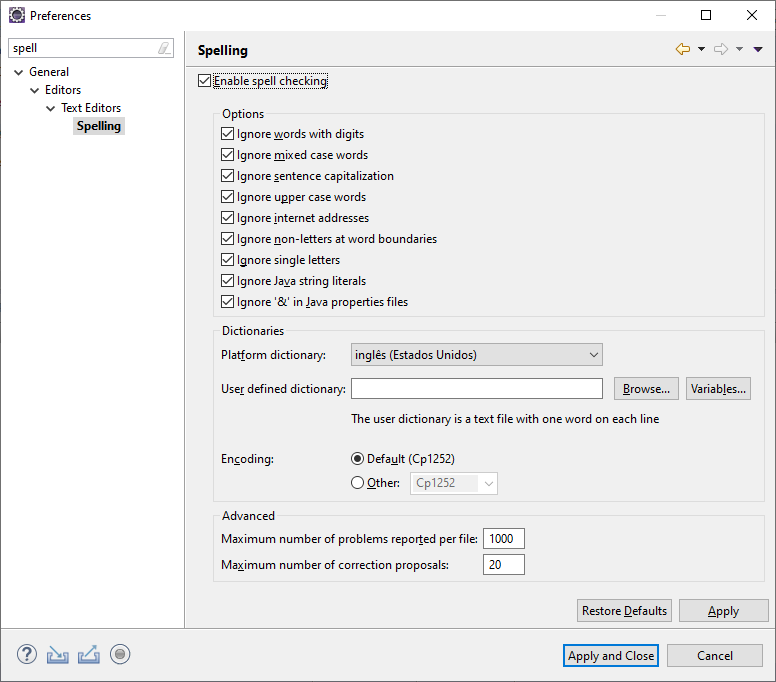 Preferences
spell
Spelling
General
Editors
Text Editors
Spelling
Enable spell checking
Options
Ignore words with digits
Ignore mixed case words
Ignore sentence capitalization
Ignore upper case words
Ignore internet addresses
Ignore non-letters at word boundaries
Ignore single letters
Ignore Java string literals
Ignore '&' in Java properties files
Dictionaries
Platform dictionary: inglês (Estados Unidos)
User defined dictionary: Browse... Variables...
The user dictionary is a text file with one word on each line
Encoding: Default (Cp1252)
Other: Cp1252
Advanced
Maximum number of problems reported per file: 1000
Maximum number of correction proposals: 20
Restore Defaults Apply
? Apply and Close Cancel